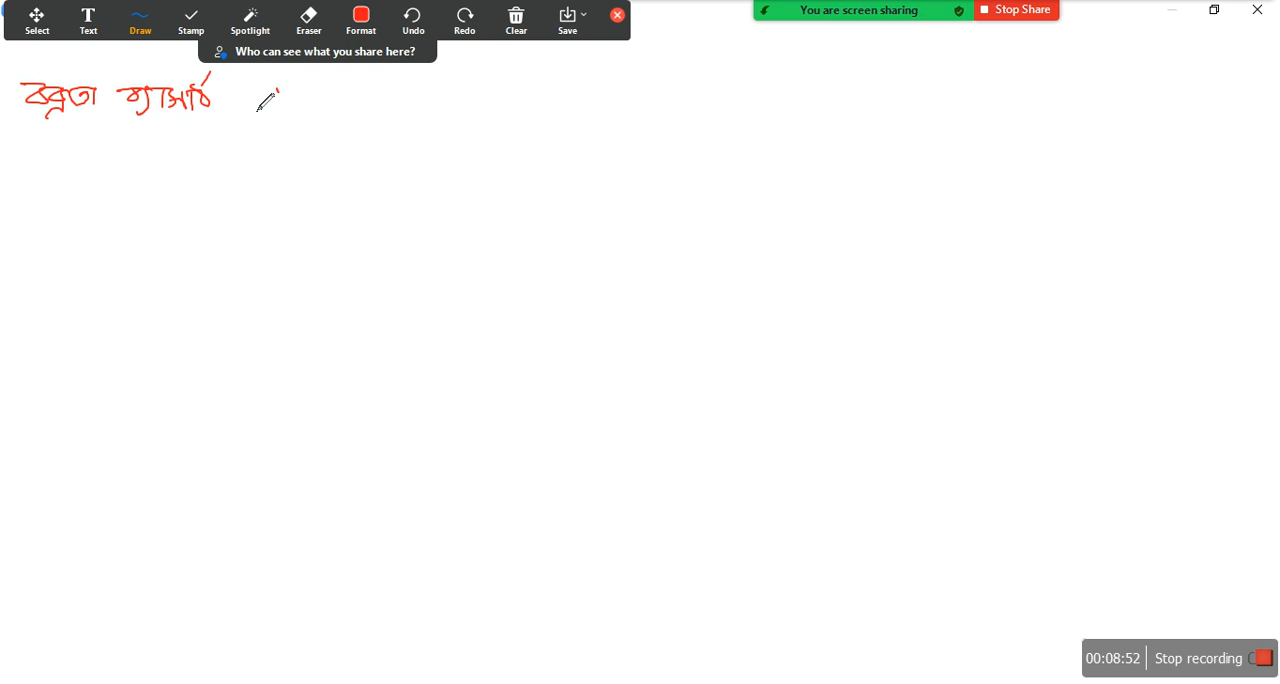 Select Text Draw Stamp Spotlight Eraser Format Undo Redo Clear Save
You are screen sharing Stop Share
Who can see what you share here?
বক্রতা ব্যাসার্ধ
00:08:52 Stop recording